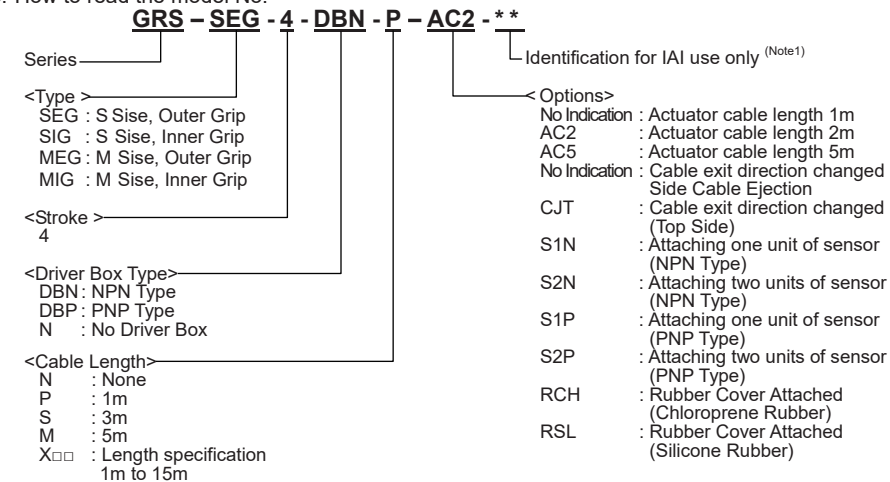 GRS – SEG - 4 - DBN - P – AC2 - **
Series
Identification for IAI use only (Note1)
<Type >
SEG : S Sise, Outer Grip
SIG : S Sise, Inner Grip
MEG : M Sise, Outer Grip
MIG : M Sise, Inner Grip
<Stroke >
4
<Driver Box Type>
DBN : NPN Type
DBP : PNP Type
N : No Driver Box
<Cable Length>
N : None
P : 1m
S : 3m
M : 5m
X□□ : Length specification
1m to 15m
< Options>
No Indication : Actuator cable length 1m
AC2 : Actuator cable length 2m
AC5 : Actuator cable length 5m
No Indication : Cable exit direction changed
Side Cable Ejection
CJT : Cable exit direction changed
(Top Side)
S1N : Attaching one unit of sensor
(NPN Type)
S2N : Attaching two units of sensor
(NPN Type)
S1P : Attaching one unit of sensor
(PNP Type)
S2P : Attaching two units of sensor
(PNP Type)
RCH : Rubber Cover Attached
(Chloroprene Rubber)
RSL : Rubber Cover Attached
(Silicone Rubber)